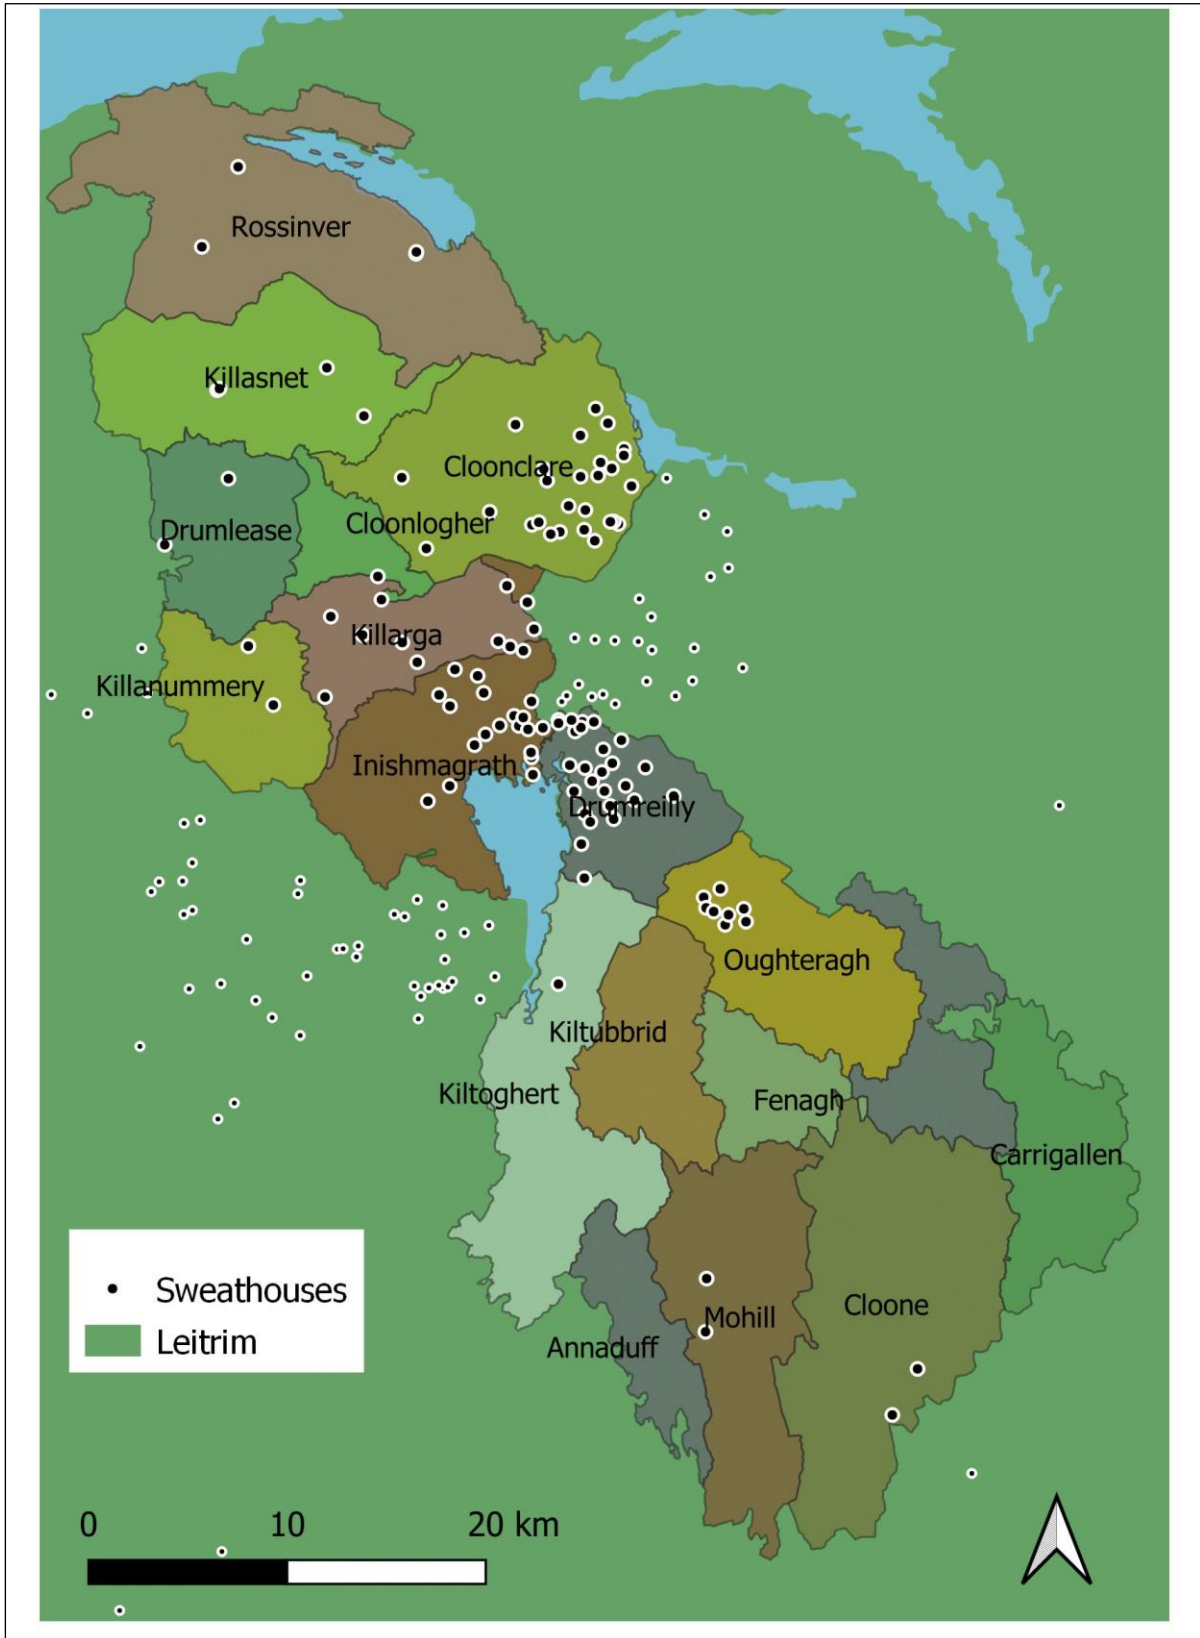 Rossinver
Killasnet
Cloonclare
Drumlease
Cloonlogher
Killarga
Killanummery
Inishmagrath
Drumreilly
Oughteragh
Kiltubbrid
Kiltoghert
Fenagh
Carrigallen
Sweathouses
Leitrim
Annaduff
Mohill
Cloone
0 10 20 km